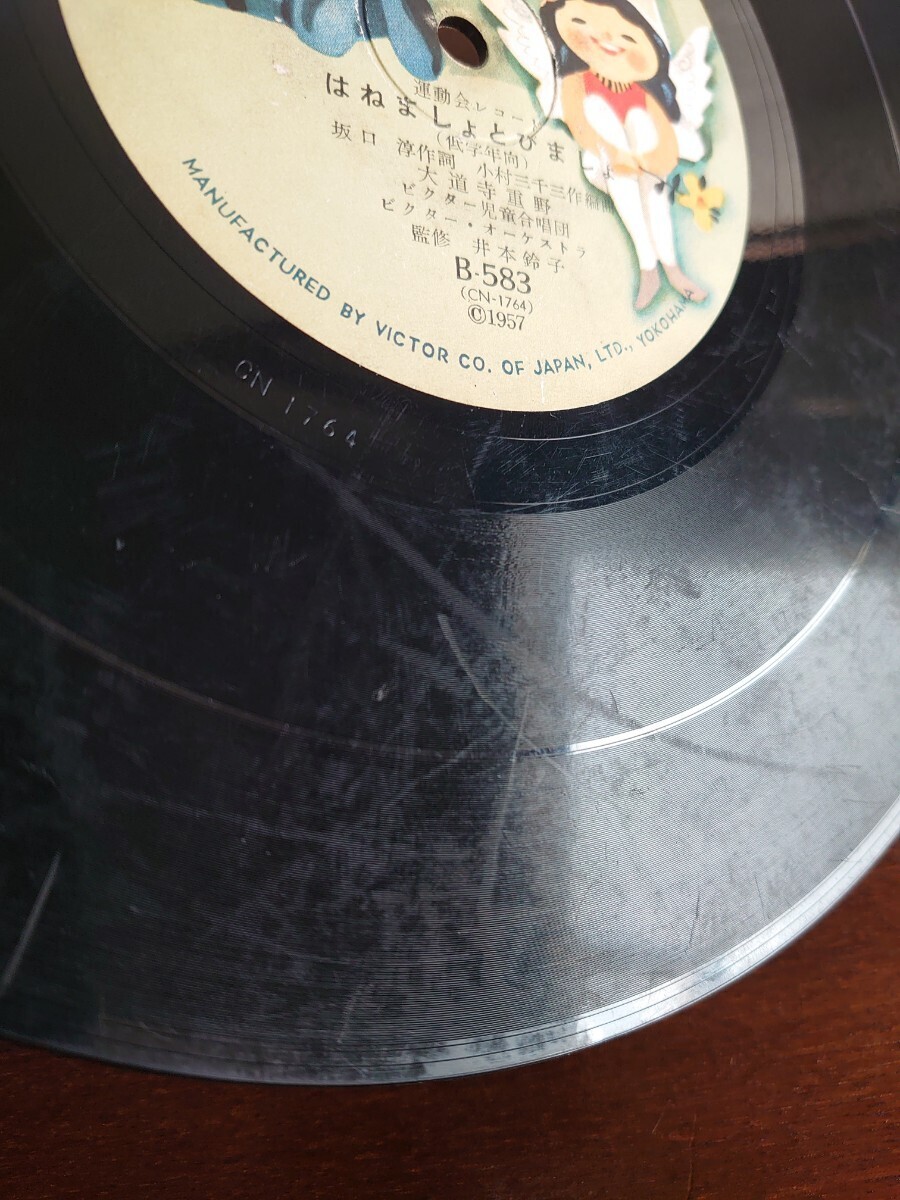 運動会レコード
はねましょとびましょ
(低学年向)
坂口 淳作詞 小村三千三作編曲
大道寺重野
ビクター児童合唱団
ビクター・オーケストラ
監修 井本鈴子
B-583
(CN-1764)
©1957
MANUFACTURED BY VICTOR CO. OF JAPAN, LTD., YOKOHAMA
CN 1764